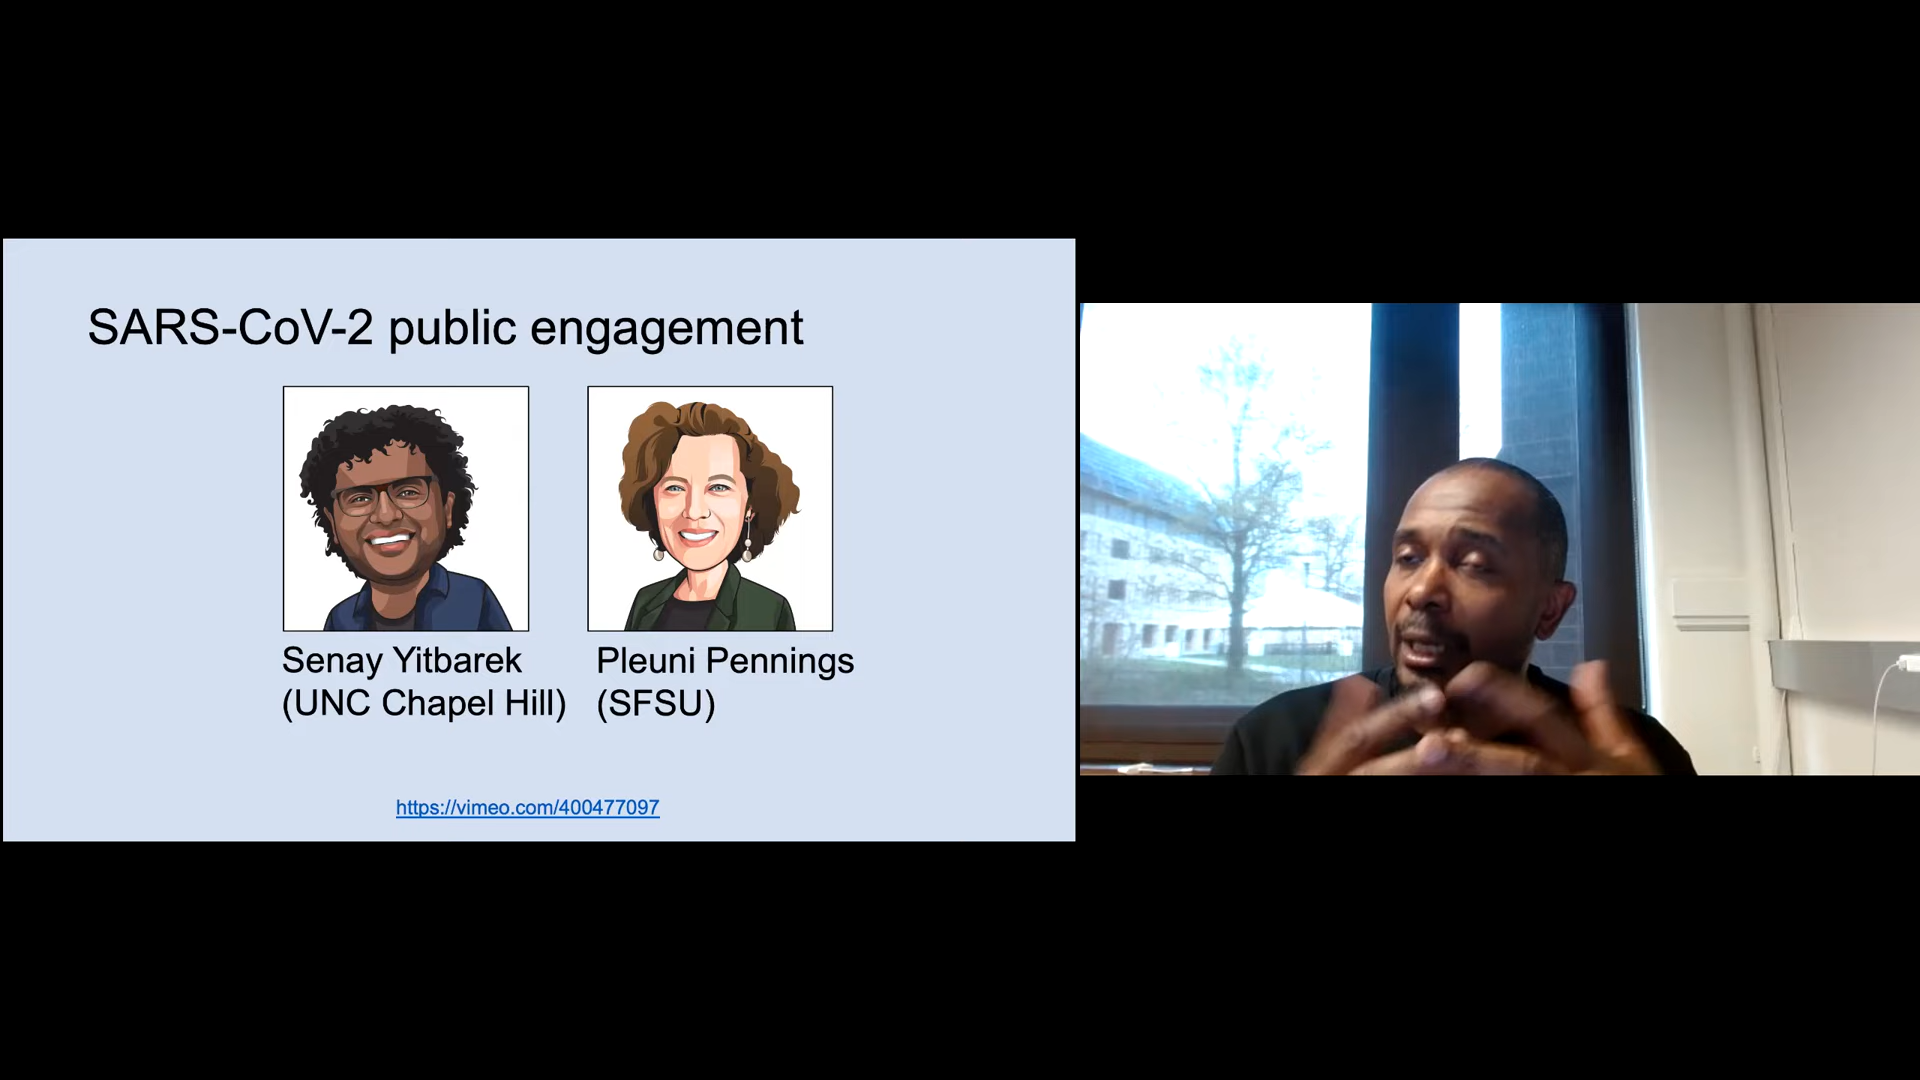 SARS-CoV-2 public engagement
Senay Yitbarek
(UNC Chapel Hill)
Pleuni Pennings
(SFSU)
https://vimeo.com/400477097